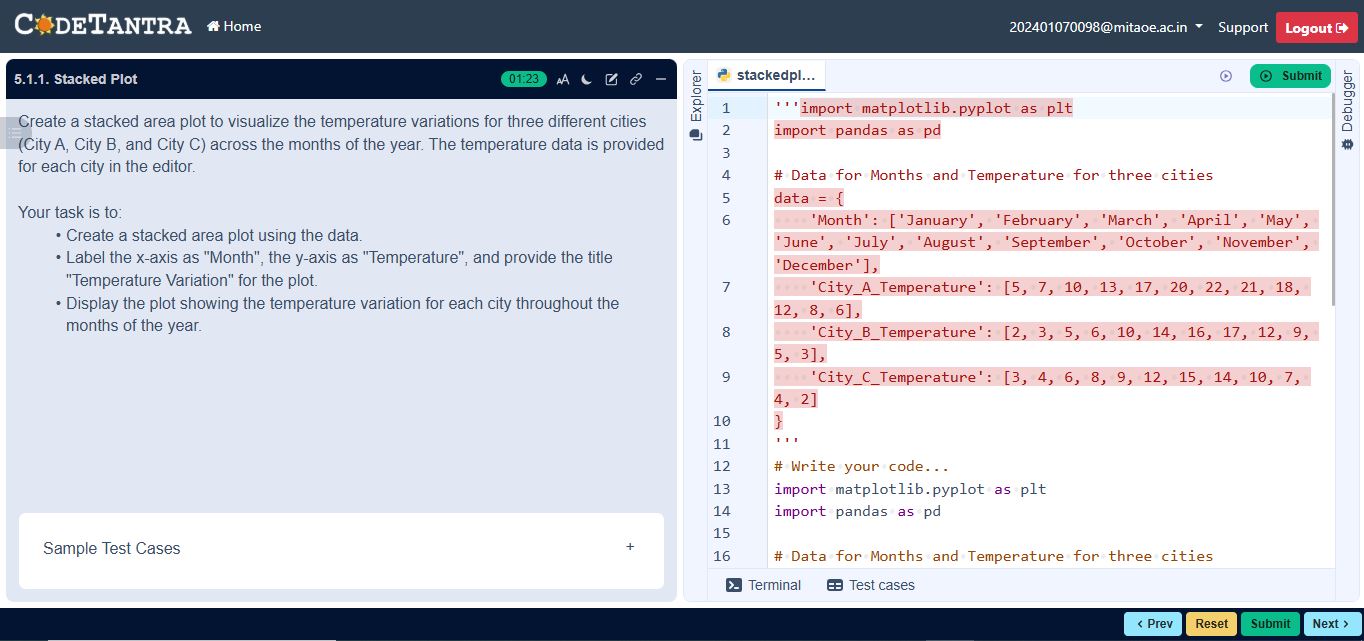 CODETANTRA
Home
202401070098@mitaoe.ac.in
Support
Logout
5.1.1. Stacked Plot
01:23
AA
Create a stacked area plot to visualize the temperature variations for three different cities
(City A, City B, and City C) across the months of the year. The temperature data is provided
for each city in the editor.
Your task is to:
• Create a stacked area plot using the data.
• Label the x-axis as "Month", the y-axis as "Temperature", and provide the title
"Temperature Variation" for the plot.
• Display the plot showing the temperature variation for each city throughout the
months of the year.
Sample Test Cases
+
Explorer
stackedpl...
Submit
Debugger
1 '''import matplotlib.pyplot as plt
2 import pandas as pd
3
4 # Data for Months and Temperature for three cities
5 data = {
6 'Month': ['January', 'February', 'March', 'April', 'May',
'June', 'July', 'August', 'September', 'October', 'November',
'December'],
7 'City_A_Temperature': [5, 7, 10, 13, 17, 20, 22, 21, 18,
12, 8, 6],
8 'City_B_Temperature': [2, 3, 5, 6, 10, 14, 16, 17, 12, 9,
5, 3],
9 'City_C_Temperature': [3, 4, 6, 8, 9, 12, 15, 14, 10, 7,
4, 2]
10 }
11 '''
12 # Write your code...
13 import matplotlib.pyplot as plt
14 import pandas as pd
15
16 # Data for Months and Temperature for three cities
Terminal
Test cases
< Prev
Reset
Submit
Next >